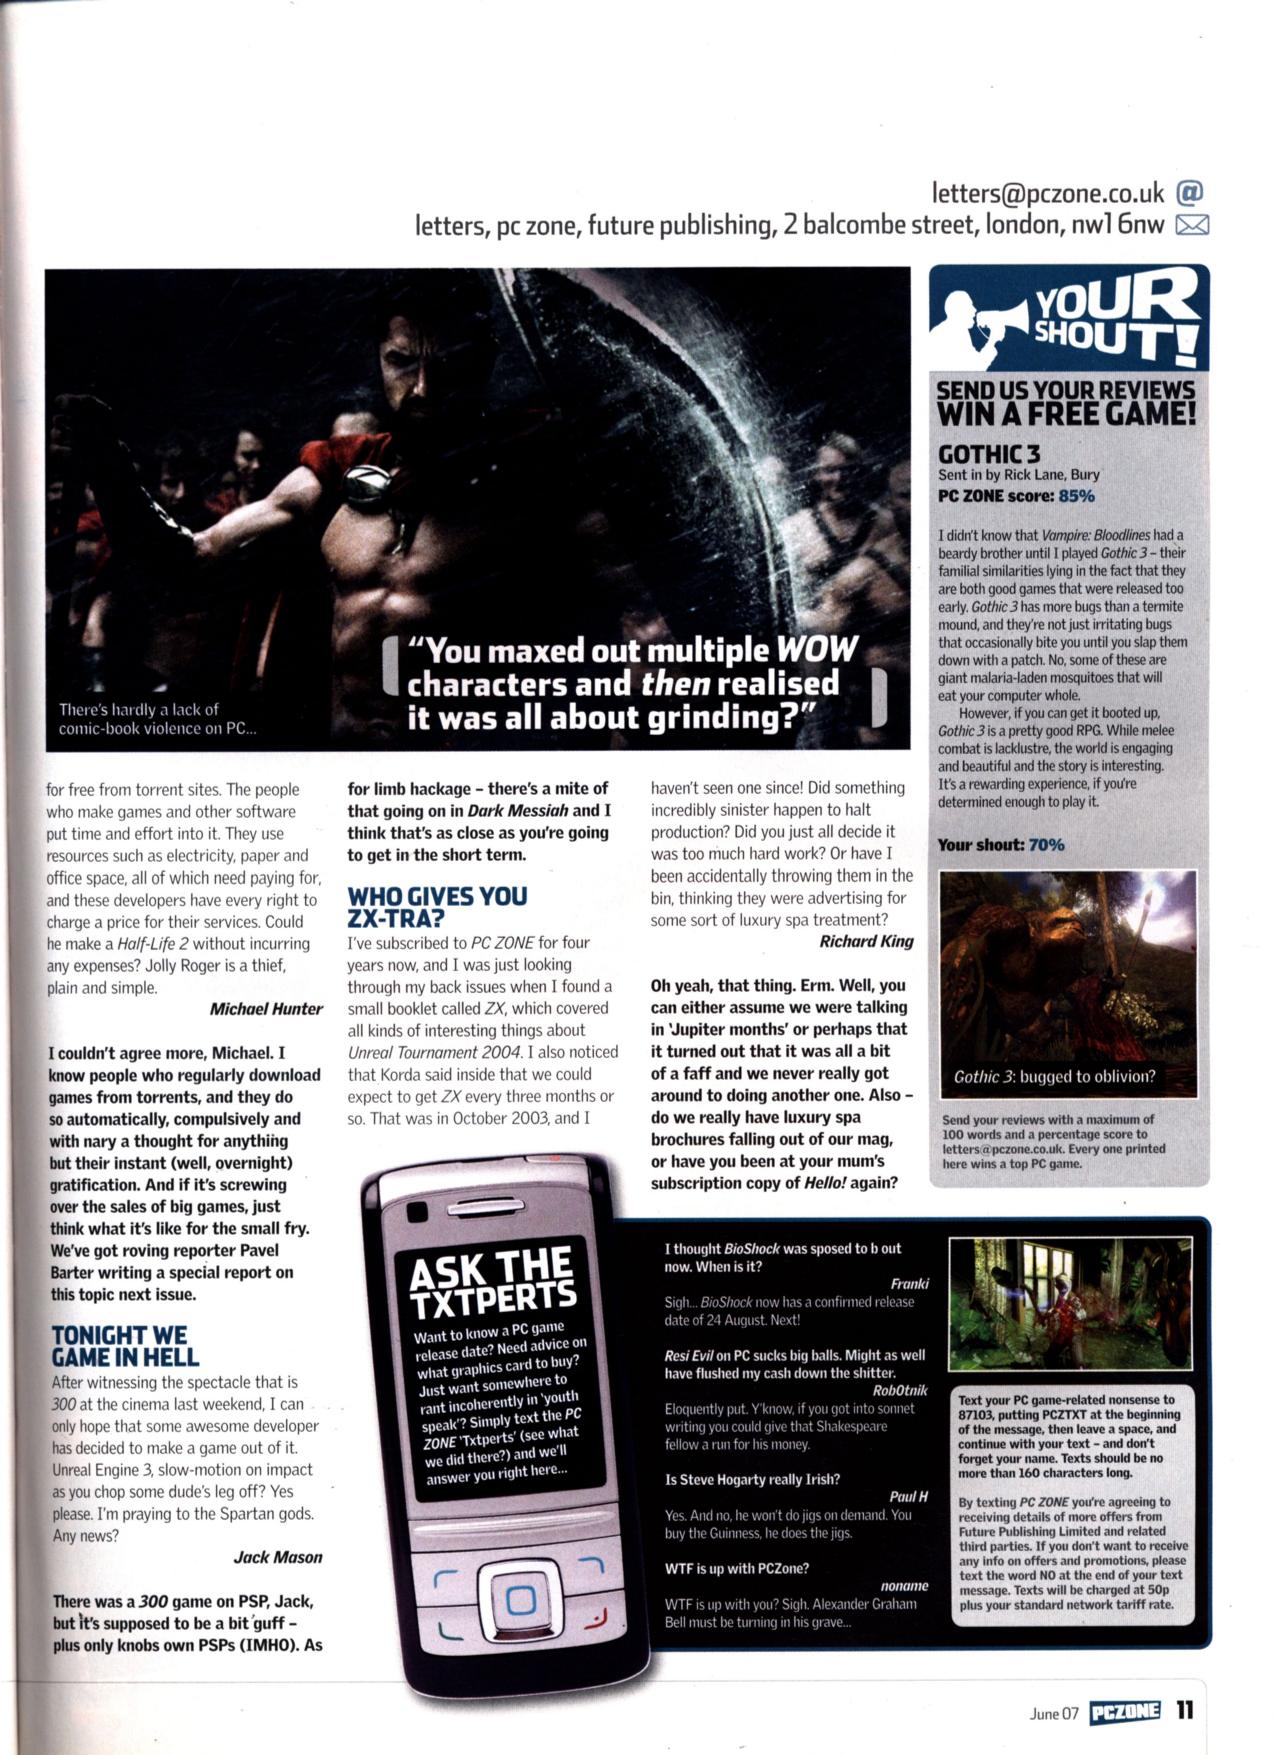 letters@pczone.co.uk @
letters, pc zone, future publishing, 2 balcombe street, london, nw1 6nw
There's hardly a lack of
comic-book violence on PC...
"You maxed out multiple WOW
characters and then realised
it was all about grinding?"
for free from torrent sites. The people
who make games and other software
put time and effort into it. They use
resources such as electricity, paper and
office space, all of which need paying for,
and these developers have every right to
charge a price for their services. Could
he make a Half-Life 2 without incurring
any expenses? Jolly Roger is a thief,
plain and simple.
Michael Hunter
I couldn't agree more, Michael. I
know people who regularly download
games from torrents, and they do
so automatically, compulsively and
with nary a thought for anything
but their instant (well, overnight)
gratification. And if it's screwing
over the sales of big games, just
think what it's like for the small fry.
We've got roving reporter Pavel
Barter writing a special report on
this topic next issue.
TONIGHT WE
GAME IN HELL
After witnessing the spectacle that is
300 at the cinema last weekend, I can
only hope that some awesome developer
has decided to make a game out of it.
Unreal Engine 3, slow-motion on impact
as you chop some dude's leg off? Yes
please. I'm praying to the Spartan gods.
Any news?
Jack Mason
There was a 300 game on PSP, Jack,
but it's supposed to be a bit guff –
plus only knobs own PSPs (IMHO). As
for limb hackage – there's a mite of
that going on in Dark Messiah and I
think that's as close as you're going
to get in the short term.
WHO GIVES YOU
ZX-TRA?
I've subscribed to PC ZONE for four
years now, and I was just looking
through my back issues when I found a
small booklet called ZX, which covered
all kinds of interesting things about
Unreal Tournament 2004. I also noticed
that Korda said inside that we could
expect to get ZX every three months or
so. That was in October 2003, and I
haven't seen one since! Did something
incredibly sinister happen to halt
production? Did you just all decide it
was too much hard work? Or have I
been accidentally throwing them in the
bin, thinking they were advertising for
some sort of luxury spa treatment?
Richard King
Oh yeah, that thing. Erm. Well, you
can either assume we were talking
in 'Jupiter months' or perhaps that
it turned out that it was all a bit
of a faff and we never really got
around to doing another one. Also –
do we really have luxury spa
brochures falling out of our mag,
or have you been at your mum's
subscription copy of Hello! again?
YOUR
SHOUT!
SEND US YOUR REVIEWS
WIN A FREE GAME!
GOTHIC 3
Sent in by Rick Lane, Bury
PC ZONE score: 85%
I didn't know that Vampire: Bloodlines had a
beardy brother until I played Gothic 3 – their
familial similarities lying in the fact that they
are both good games that were released too
early. Gothic 3 has more bugs than a termite
mound, and they're not just irritating bugs
that occasionally bite you until you slap them
down with a patch. No, some of these are
giant malaria-laden mosquitoes that will
eat your computer whole.
However, if you can get it booted up,
Gothic 3 is a pretty good RPG. While melee
combat is lacklustre, the world is engaging
and beautiful and the story is interesting.
It's a rewarding experience, if you're
determined enough to play it.
Your shout: 70%
Gothic 3: bugged to oblivion?
Send your reviews with a maximum of
100 words and a percentage score to
letters@pczone.co.uk. Every one printed
here wins a top PC game.
ASK THE
TXTPERTS
Want to know a PC game
release date? Need advice on
what graphics card to buy?
Just want somewhere to
rant incoherently in 'youth
speak'? Simply text the PC
ZONE 'Txtperts' (see what
we did there?) and we'll
answer you right here...
I thought BioShock was sposed to b out
now. When is it?
Franki
Sigh... BioShock now has a confirmed release
date of 24 August. Next!
Resi Evil on PC sucks big balls. Might as well
have flushed my cash down the shitter.
Rob0tnik
Eloquently put. Y'know, if you got into sonnet
writing you could give that Shakespeare
fellow a run for his money.
Is Steve Hogarty really Irish?
Paul H
Yes. And no, he won't do jigs on demand. You
buy the Guinness, he does the jigs.
WTF is up with PCZone?
noname
WTF is up with you? Sigh. Alexander Graham
Bell must be turning in his grave...
Text your PC game-related nonsense to
87103, putting PCZTXT at the beginning
of the message, then leave a space, and
continue with your text – and don't
forget your name. Texts should be no
more than 160 characters long.
By texting PC ZONE you're agreeing to
receiving details of more offers from
Future Publishing Limited and related
third parties. If you don't want to receive
any info on offers and promotions, please
text the word NO at the end of your text
message. Texts will be charged at 50p
plus your standard network tariff rate.
June 07 PCZONE 11